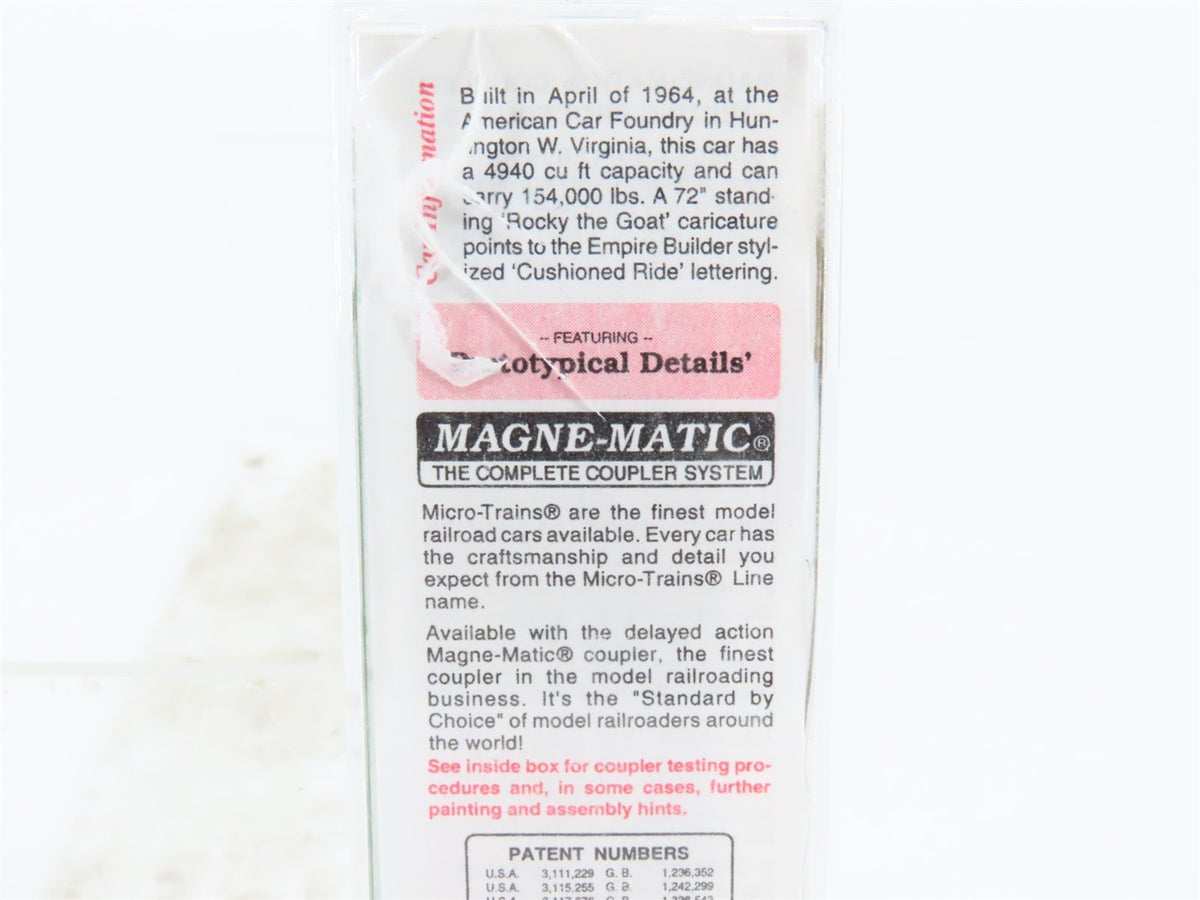 Car Information
Built in April of 1964, at the
American Car Foundry in Hun-
ington W. Virginia, this car has
a 4940 cu ft capacity and can
carry 154,000 lbs. A 72" stand-
ing 'Rocky the Goat' caricature
points to the Empire Builder styl-
ized 'Cushioned Ride' lettering.
-- FEATURING --
Prototypical Details'
MAGNE-MATIC®
THE COMPLETE COUPLER SYSTEM
Micro-Trains® are the finest model
railroad cars available. Every car has
the craftsmanship and detail you
expect from the Micro-Trains® Line
name.
Available with the delayed action
Magne-Matic® coupler, the finest
coupler in the model railroading
business. It's the "Standard by
Choice" of model railroaders around
the world!
See inside box for coupler testing pro-
cedures and, in some cases, further
painting and assembly hints.
PATENT NUMBERS
U.S.A. 3,111,229 G. B. 1,236,352
U.S.A. 3,115,255 G. B. 1,242,299